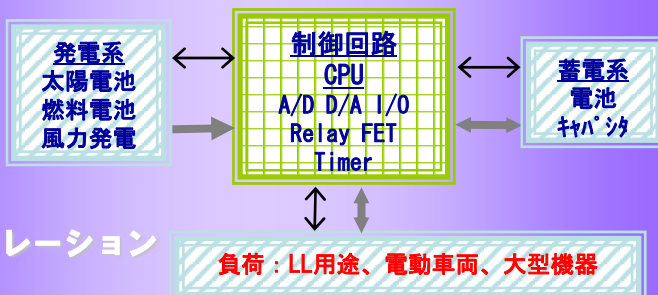 発電系
太陽電池
燃料電池
風力発電
制御回路
CPU
A/D D/A I/O
Relay FET
Timer
蓄電系
電池
ｷｬﾊﾟｼﾀ
レーション
負荷：LL用途、電動車両、大型機器